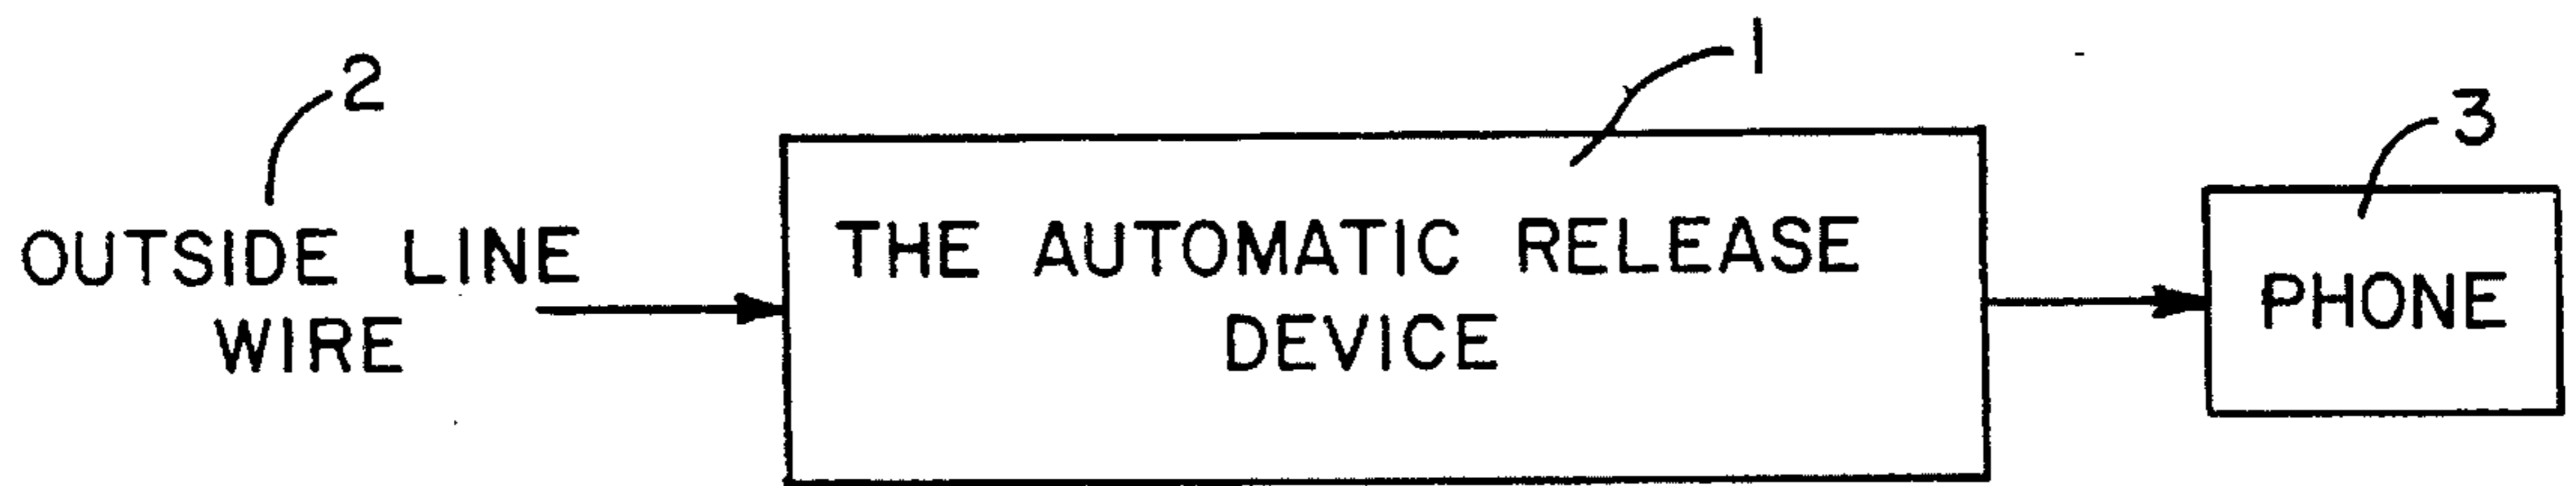 2
1
3
OUTSIDE LINE
WIRE
THE AUTOMATIC RELEASE
DEVICE
PHONE